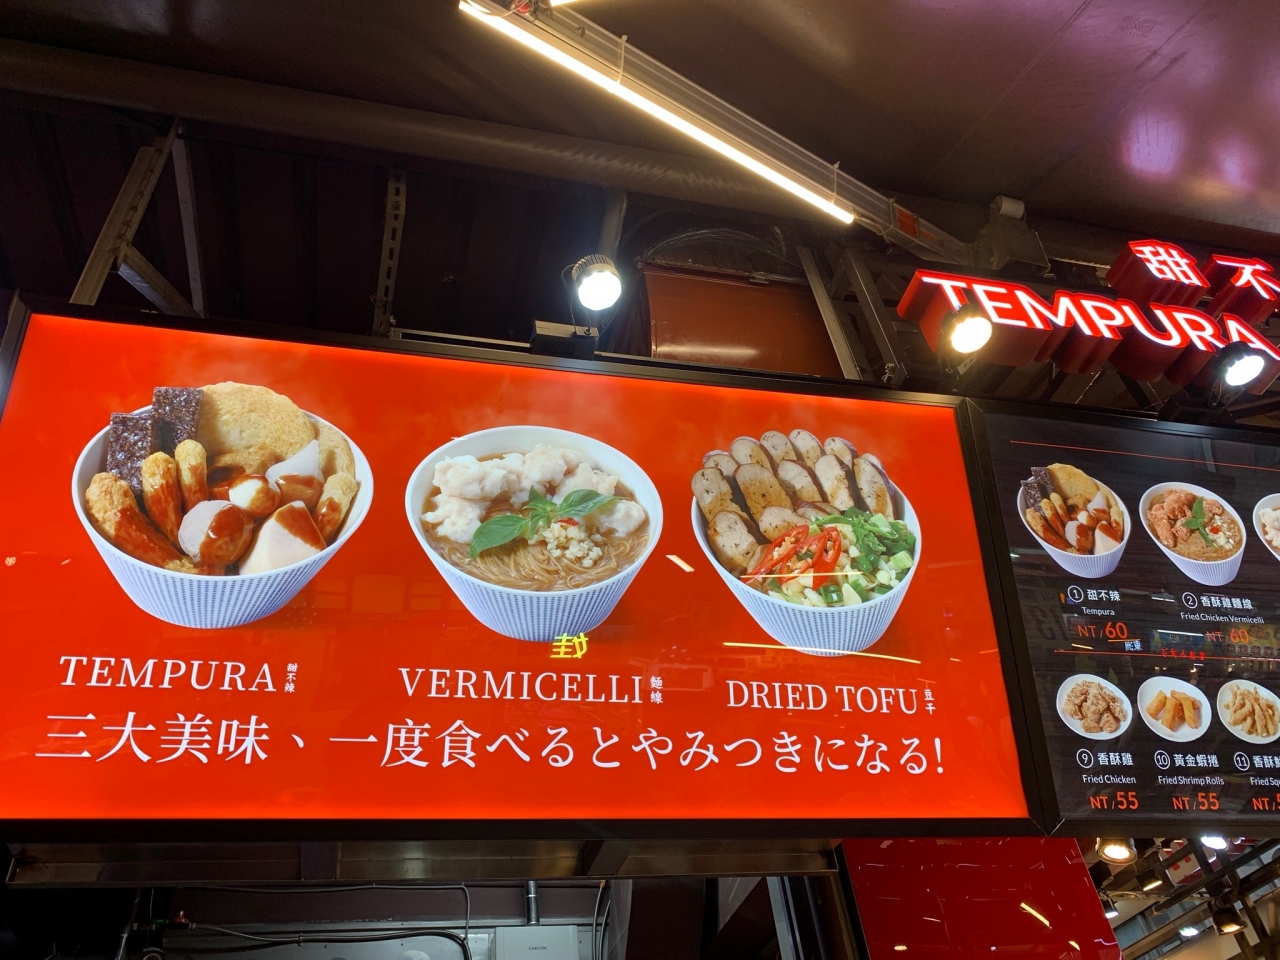 甜不
TEMPURA
TEMPURA 甜不辣
VERMICELLI 麵線
DRIED TOFU 豆干
三大美味、一度食べるとやみつきになる!
① 甜不辣
Tempura
NT/60
② 香酥雞麵線
Fried Chicken Vermicelli
NT/60
⑨ 香酥雞
Fried Chicken
NT/55
⑩ 黃金蝦捲
Fried Shrimp Rolls
NT/55
⑪ 香酥
Fried Sq
NT/